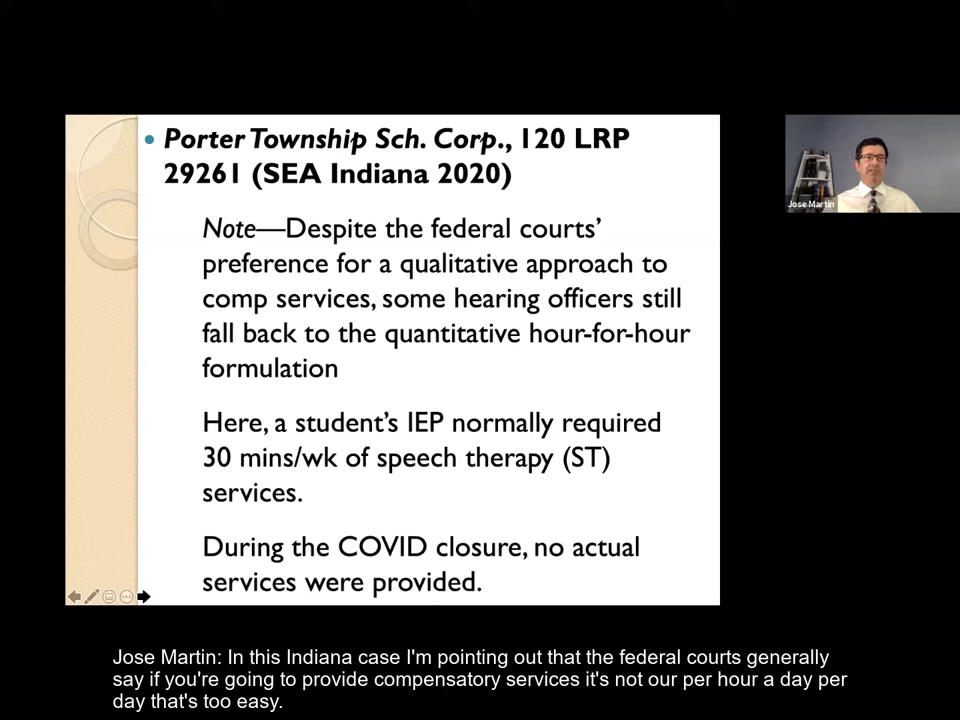 Porter Township Sch. Corp., 120 LRP
29261 (SEA Indiana 2020)
Note—Despite the federal courts’
preference for a qualitative approach to
comp services, some hearing officers still
fall back to the quantitative hour-for-hour
formulation
Here, a student’s IEP normally required
30 mins/wk of speech therapy (ST)
services.
During the COVID closure, no actual
services were provided.
Jose Martin
Jose Martin: In this Indiana case I'm pointing out that the federal courts generally
say if you're going to provide compensatory services it's not our per hour a day per
day that's too easy.